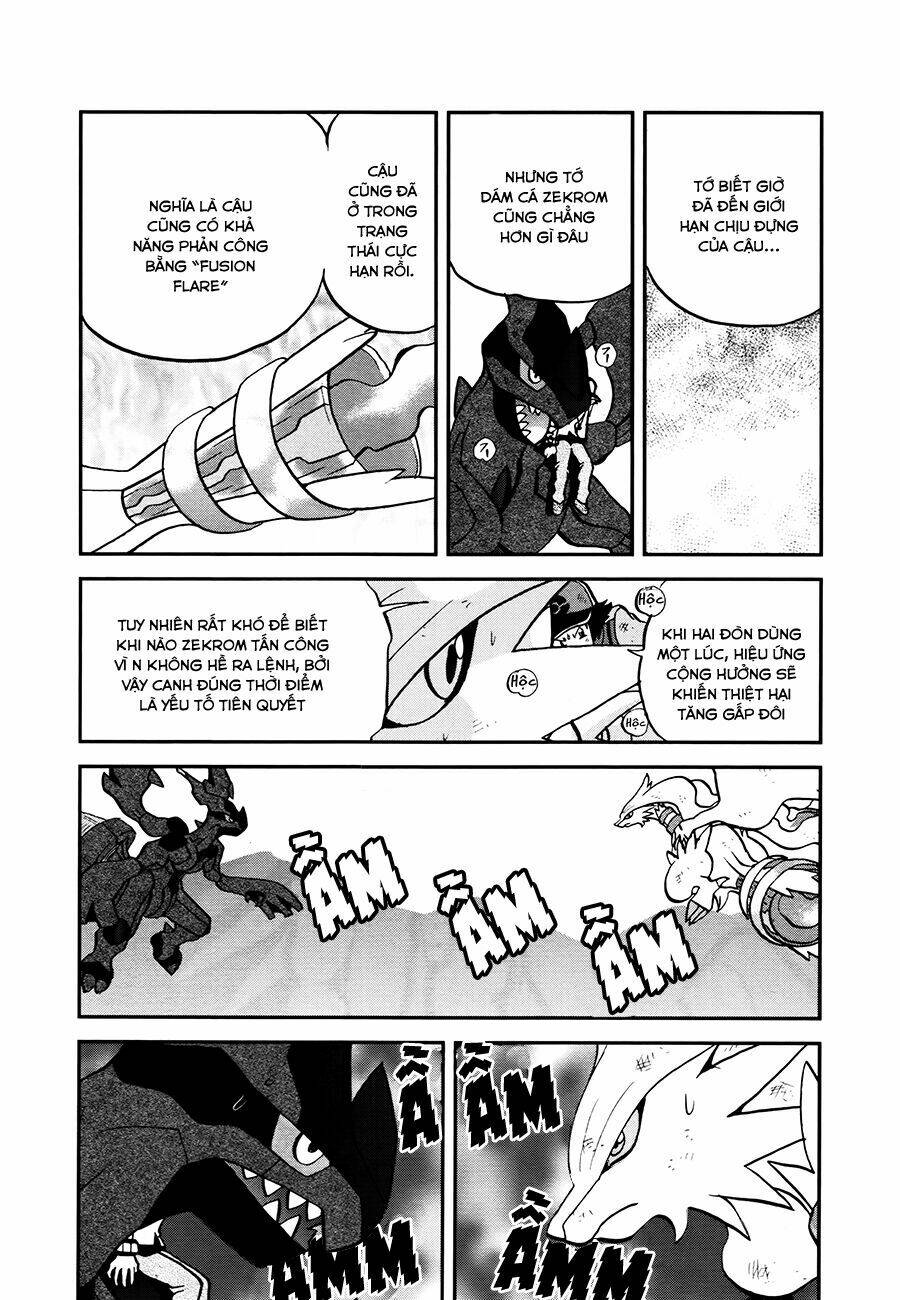 TỚ BIẾT GIỜ
ĐÃ ĐẾN GIỚI
HẠN CHỊU ĐỰNG
CỦA CẬU...
NHƯNG TỚ
DÁM CÁ ZEKROM
CŨNG CHẲNG
HƠN GÌ ĐÂU
フー
フー
CẬU
CŨNG ĐÃ
Ở TRONG
TRẠNG
THÁI CỰC
HẠN RỒI.
NGHĨA LÀ CẬU
CŨNG CÓ KHẢ
NĂNG PHẢN CÔNG
BẰNG "FUSION
FLARE"
KHI HAI ĐÒN DÙNG
MỘT LÚC, HIỆU ỨNG
CỘNG HƯỞNG SẼ
KHIẾN THIỆT HẠI
TĂNG GẤP ĐÔI
HộC
HộC
HộC
TUY NHIÊN RẤT KHÓ ĐỂ BIẾT
KHI NÀO ZEKROM TẤN CÔNG
VÌ N KHÔNG HỀ RA LỆNH, BỞI
VẬY CANH ĐÚNG THỜI ĐIỂM
LÀ YẾU TỐ TIÊN QUYẾT
ẦM
ẦM
ẦM
ẦM
ẦMM
Ầ
ẦMM